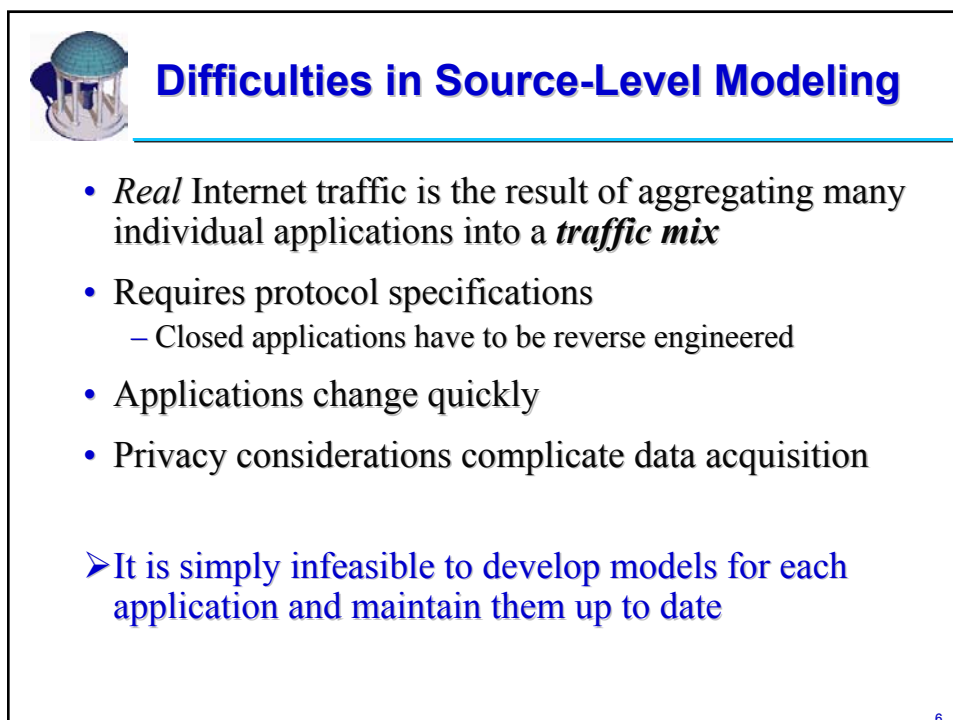 Difficulties in Source-Level Modeling
• Real Internet traffic is the result of aggregating many
individual applications into a traffic mix
• Requires protocol specifications
– Closed applications have to be reverse engineered
• Applications change quickly
• Privacy considerations complicate data acquisition
➢It is simply infeasible to develop models for each
application and maintain them up to date
6